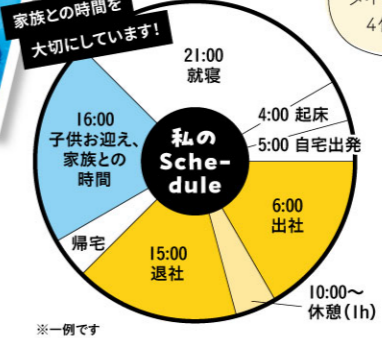 家族との時間を
大切にしています!
私の
Sche-
dule
21:00
就寝
4:00 起床
5:00 自宅出発
6:00
出社
10:00〜
休憩(1h)
15:00
退社
帰宅
16:00
子供お迎え、
家族との
時間
※一例です